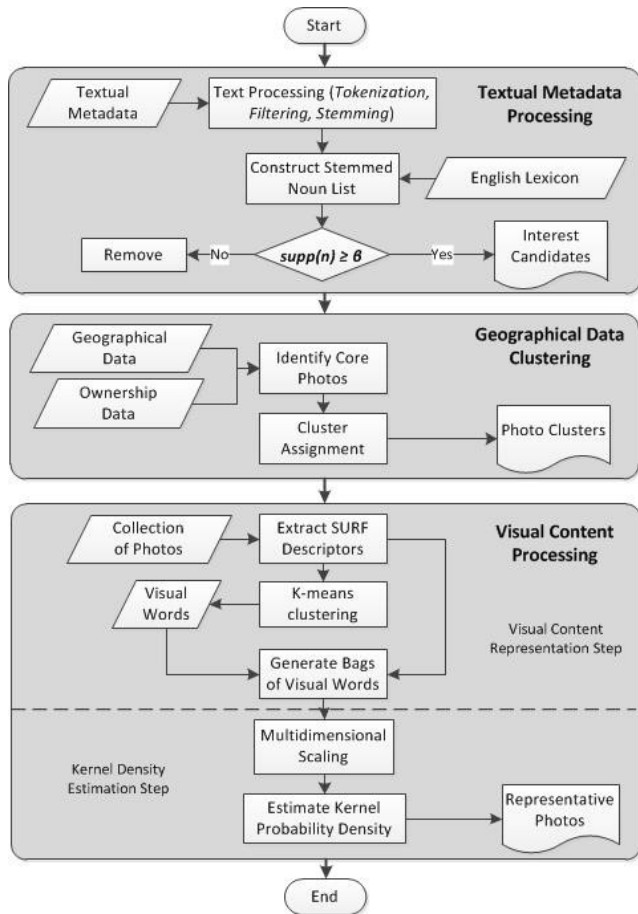 Start
Textual Metadata
Processing
Textual
Metadata
Text Processing (Tokenization,
Filtering, Stemming)
Construct Stemmed
Noun List
English Lexicon
Remove
No
supp(n) ≥ β
Yes
Interest
Candidates
Geographical Data
Clustering
Geographical
Data
Ownership
Data
Identify Core
Photos
Cluster
Assignment
Photo Clusters
Visual Content
Processing
Collection
of Photos
Extract SURF
Descriptors
Visual
Words
K-means
clustering
Visual Content
Representation Step
Generate Bags
of Visual Words
Multidimensional
Scaling
Kernel Density
Estimation Step
Estimate Kernel
Probability Density
Representative
Photos
End